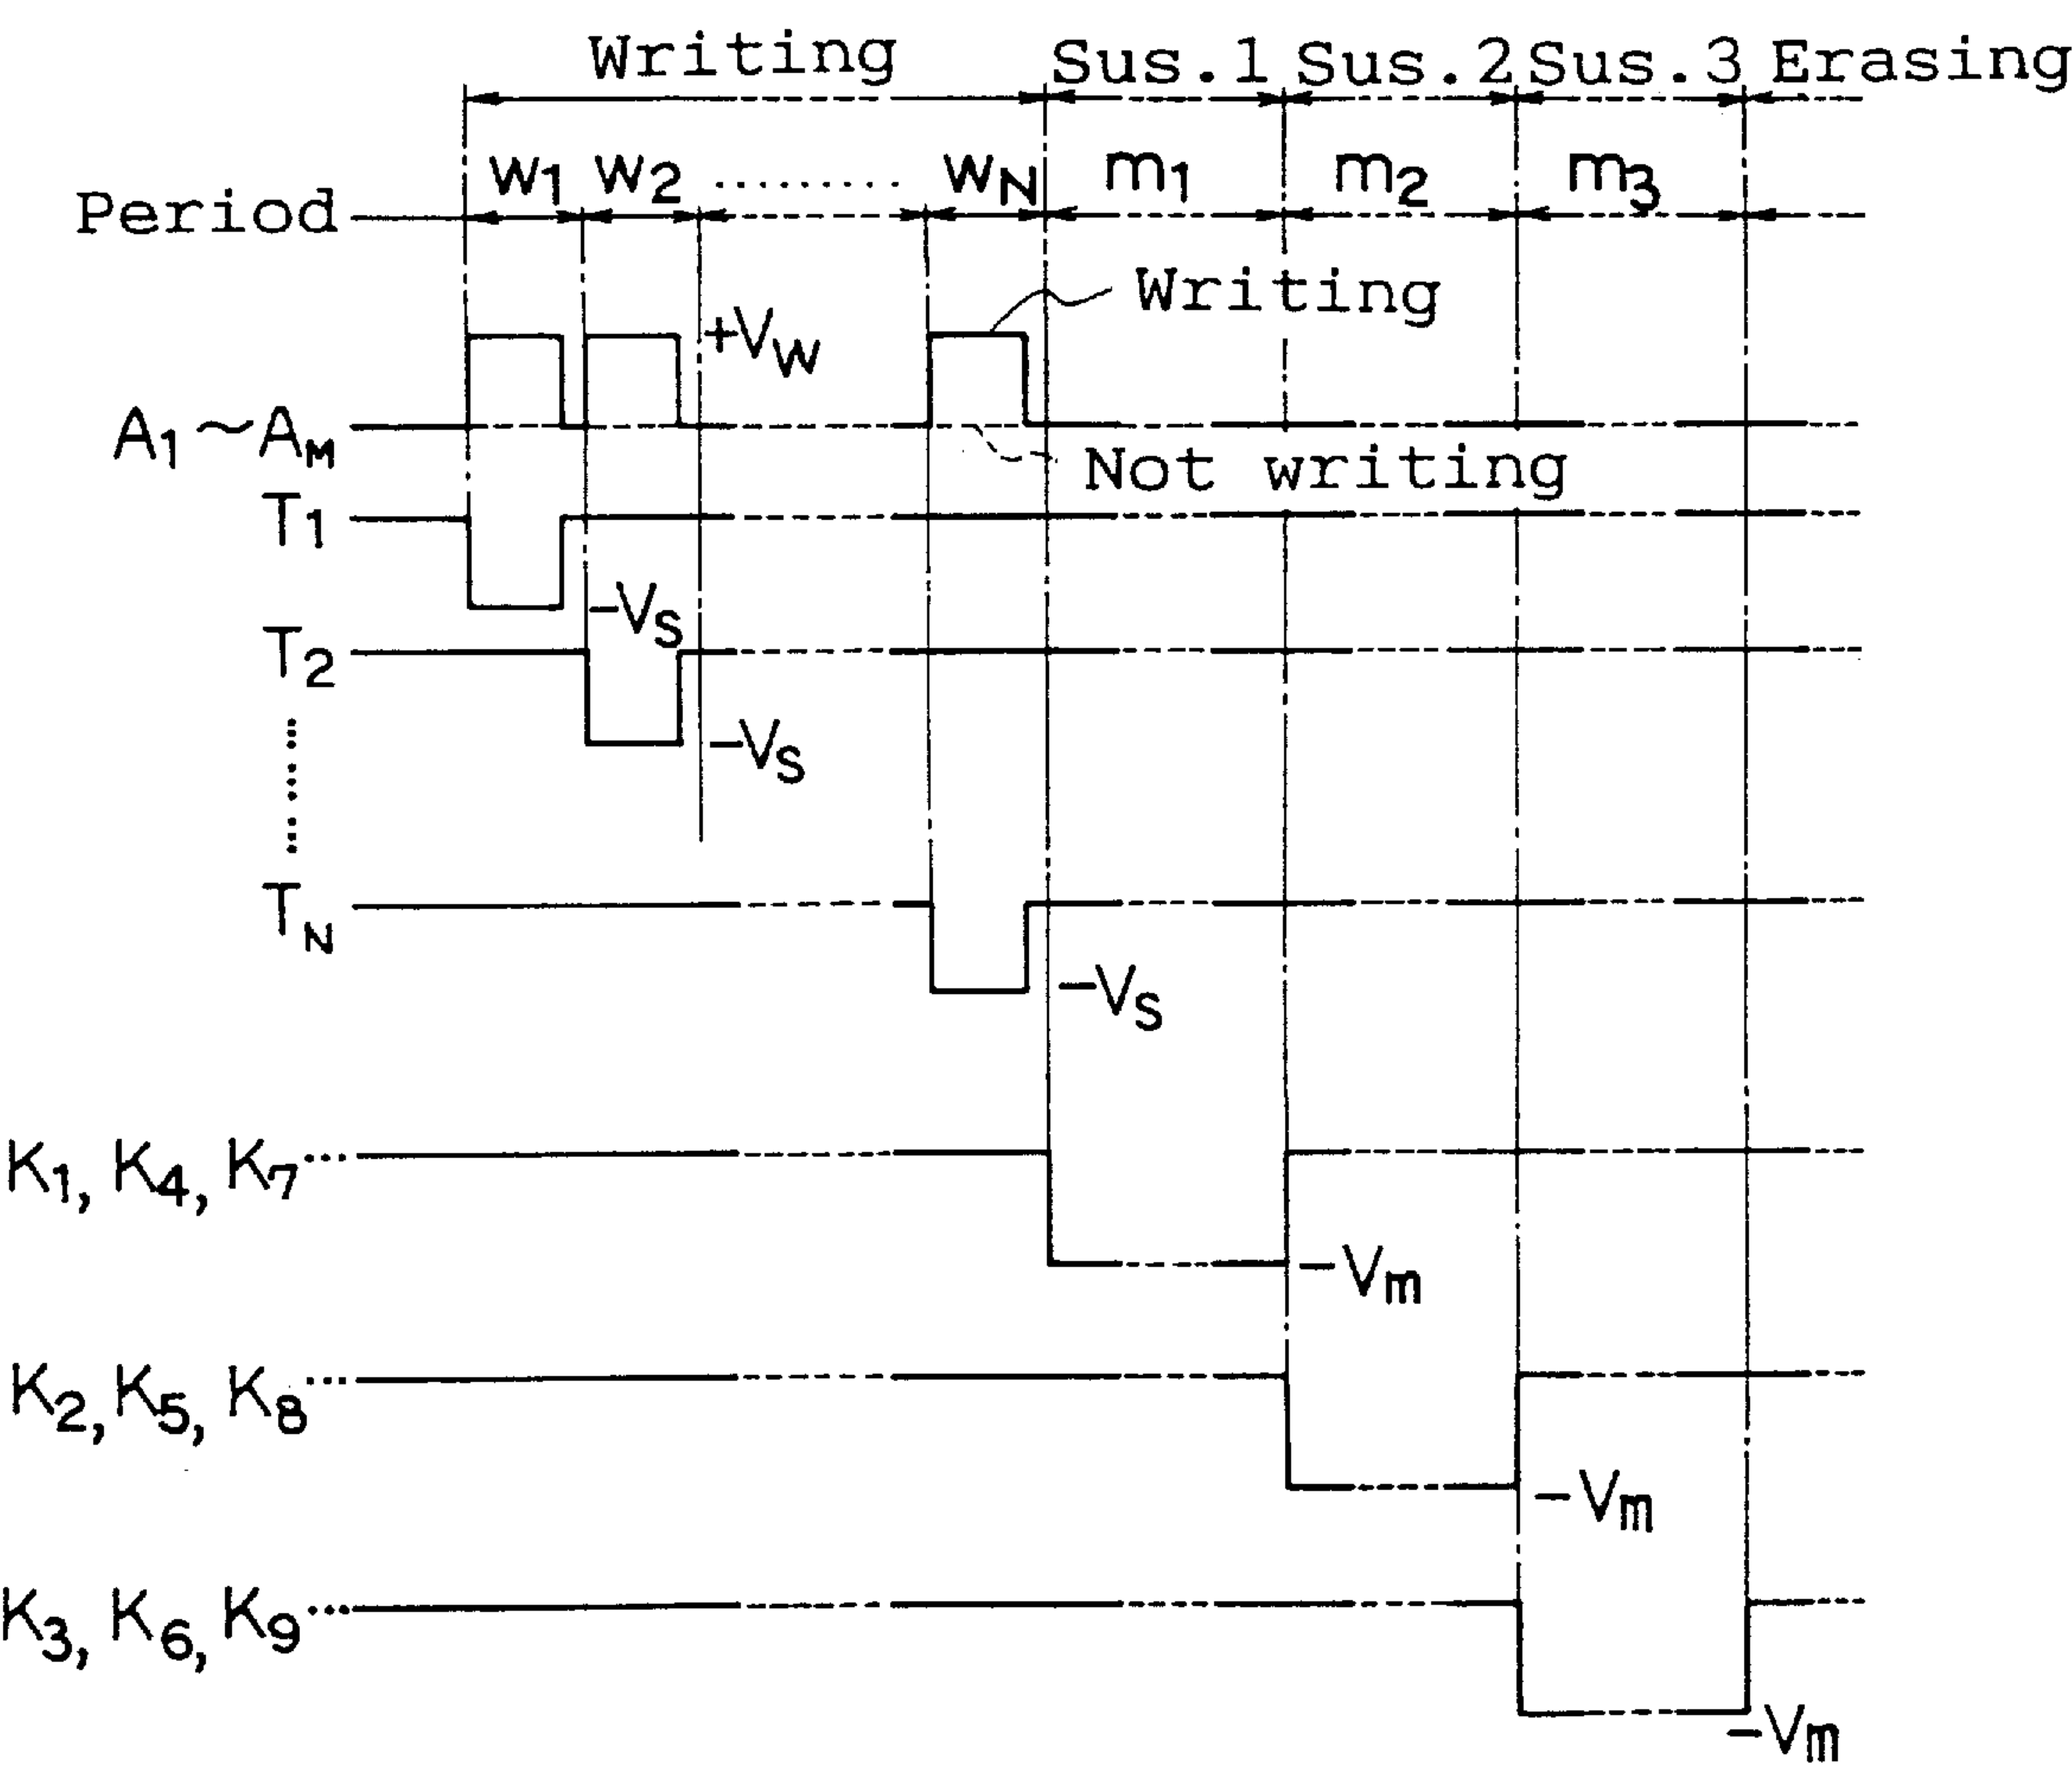 Writing Sus.1 Sus.2 Sus.3 Erasing
Period W1 W2 ......... WN m1 m2 m3
Writing
+VW
A1~AM
Not writing
T1
-VS
T2
-VS
TN
-VS
K1, K4, K7...
-Vm
K2, K5, K8...
-Vm
K3, K6, K9...
-Vm